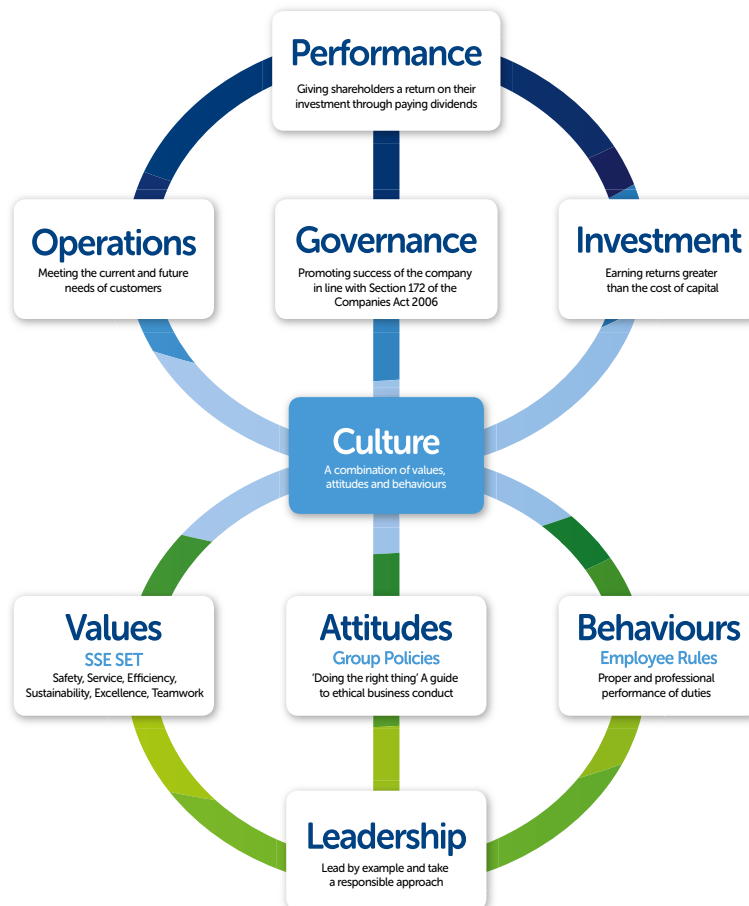 Performance
Giving shareholders a return on their
investment through paying dividends
Operations
Meeting the current and future
needs of customers
Governance
Promoting success of the company
in line with Section 172 of the
Companies Act 2006
Investment
Earning returns greater
than the cost of capital
Culture
A combination of values,
attitudes and behaviours
Values
SSE SET
Safety, Service, Efficiency,
Sustainability, Excellence, Teamwork
Attitudes
Group Policies
'Doing the right thing' A guide
to ethical business conduct
Behaviours
Employee Rules
Proper and professional
performance of duties
Leadership
Lead by example and take
a responsible approach